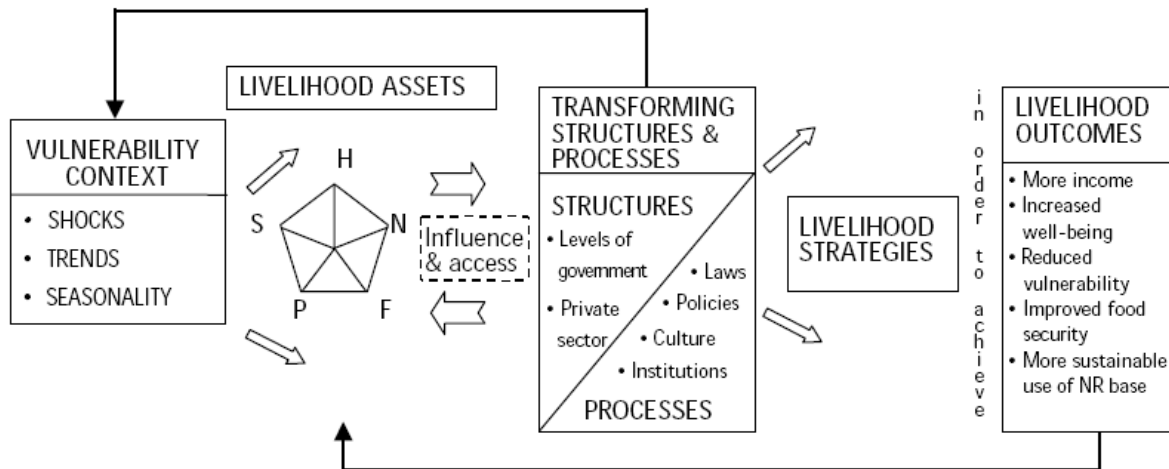 LIVELIHOOD ASSETS
VULNERABILITY
CONTEXT
• SHOCKS
• TRENDS
• SEASONALITY
H
S
N
P
F
Influence
& access
TRANSFORMING
STRUCTURES &
PROCESSES
STRUCTURES
• Levels of
government
• Private
sector
• Laws
• Policies
• Culture
• Institutions
PROCESSES
LIVELIHOOD
STRATEGIES
in order to achieve
LIVELIHOOD
OUTCOMES
• More income
• Increased
well-being
• Reduced
vulnerability
• Improved food
security
• More sustainable
use of NR base